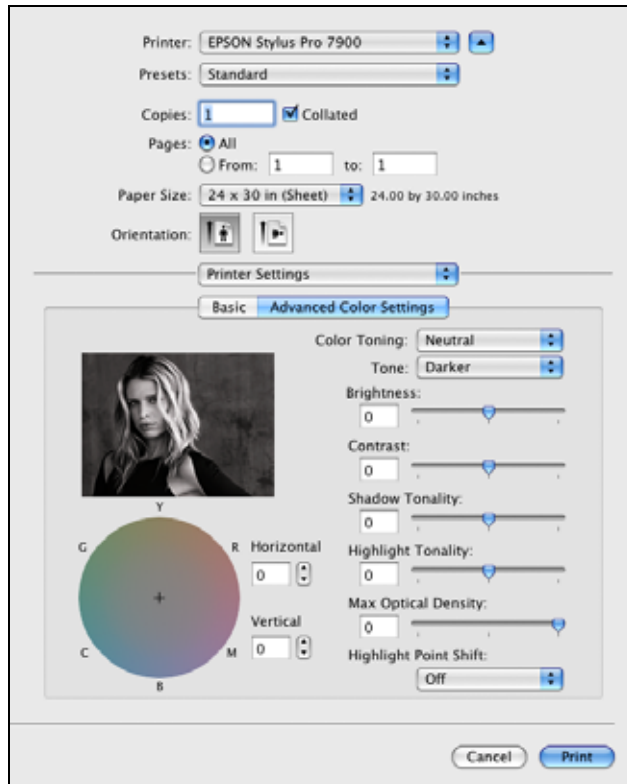 Printer: EPSON Stylus Pro 7900
Presets: Standard
Copies: 1 Collated
Pages: All
From: 1 to: 1
Paper Size: 24 x 30 in (Sheet) 24.00 by 30.00 inches
Orientation:
Printer Settings
Basic Advanced Color Settings
Color Toning: Neutral
Tone: Darker
Brightness:
0
Contrast:
0
Shadow Tonality:
0
Highlight Tonality:
0
Max Optical Density:
0
Highlight Point Shift:
Off
Y
G R
C M
B
Horizontal
0
Vertical
0
Cancel Print